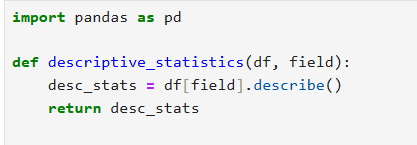 import pandas as pd
def descriptive_statistics(df, field):
    desc_stats = df[field].describe()
    return desc_stats